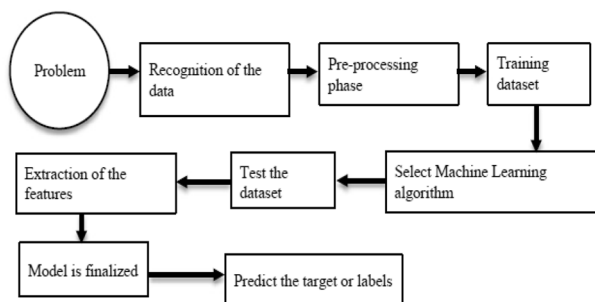 Problem
Recognition of the
data
Pre-processing
phase
Training
dataset
Select Machine Learning
algorithm
Test the
dataset
Extraction of the
features
Model is finalized
Predict the target or labels